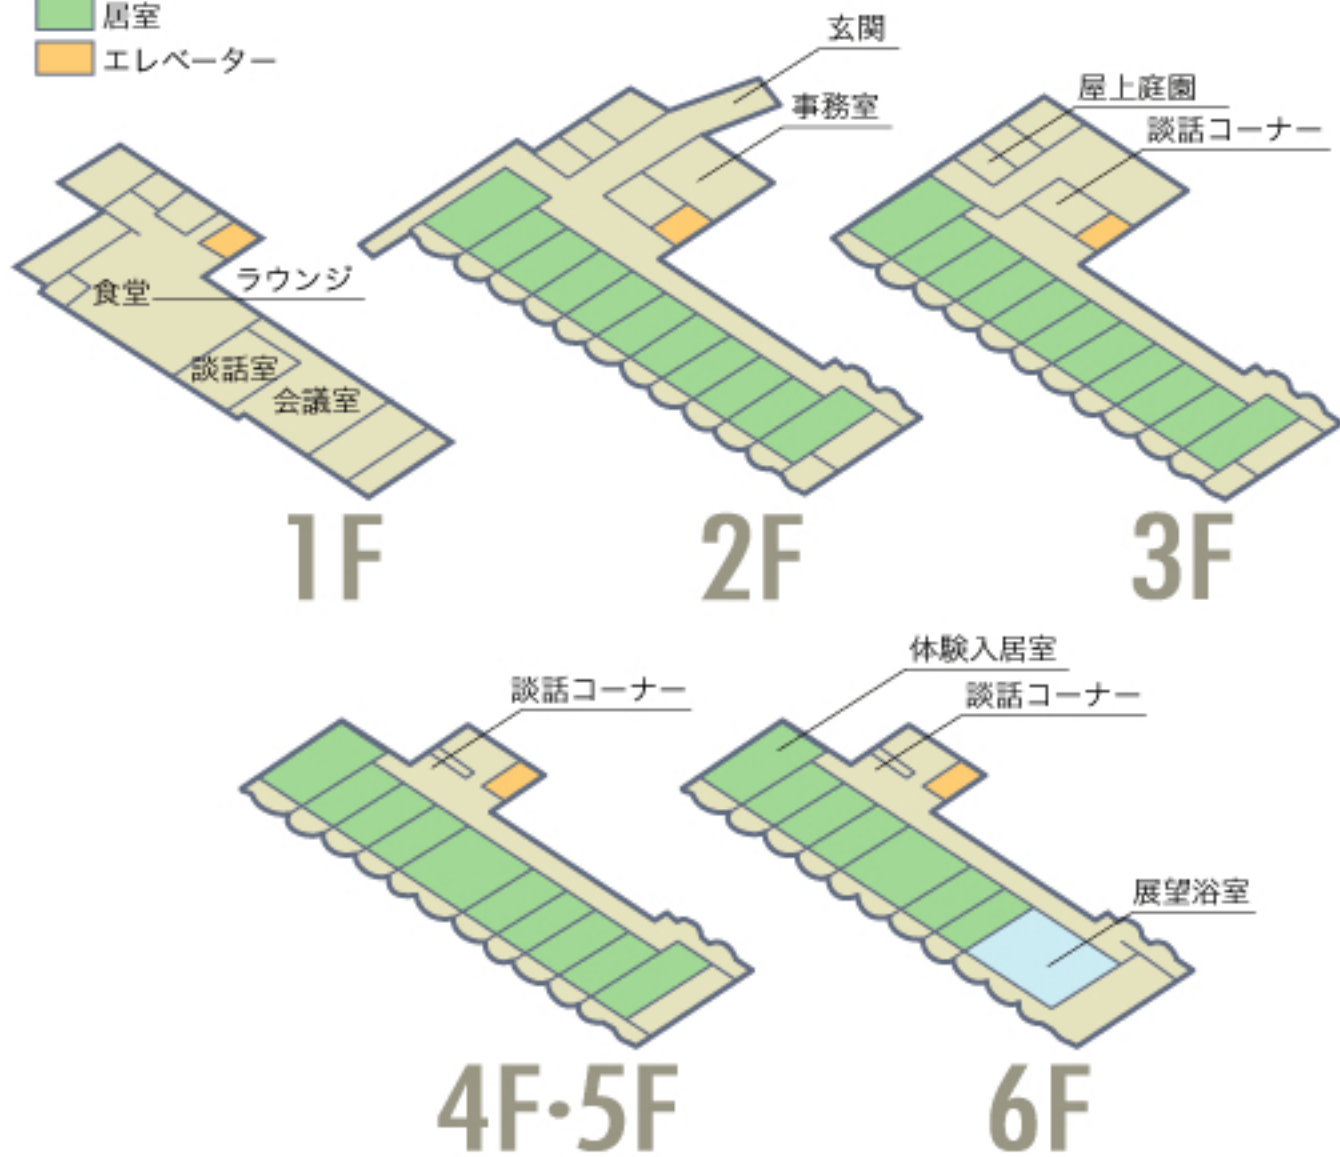 居室
エレベーター
玄関
事務室
屋上庭園
談話コーナー
ラウンジ
食堂
談話室
会議室
1F
2F
3F
談話コーナー
体験入居室
談話コーナー
展望浴室
4F・5F
6F